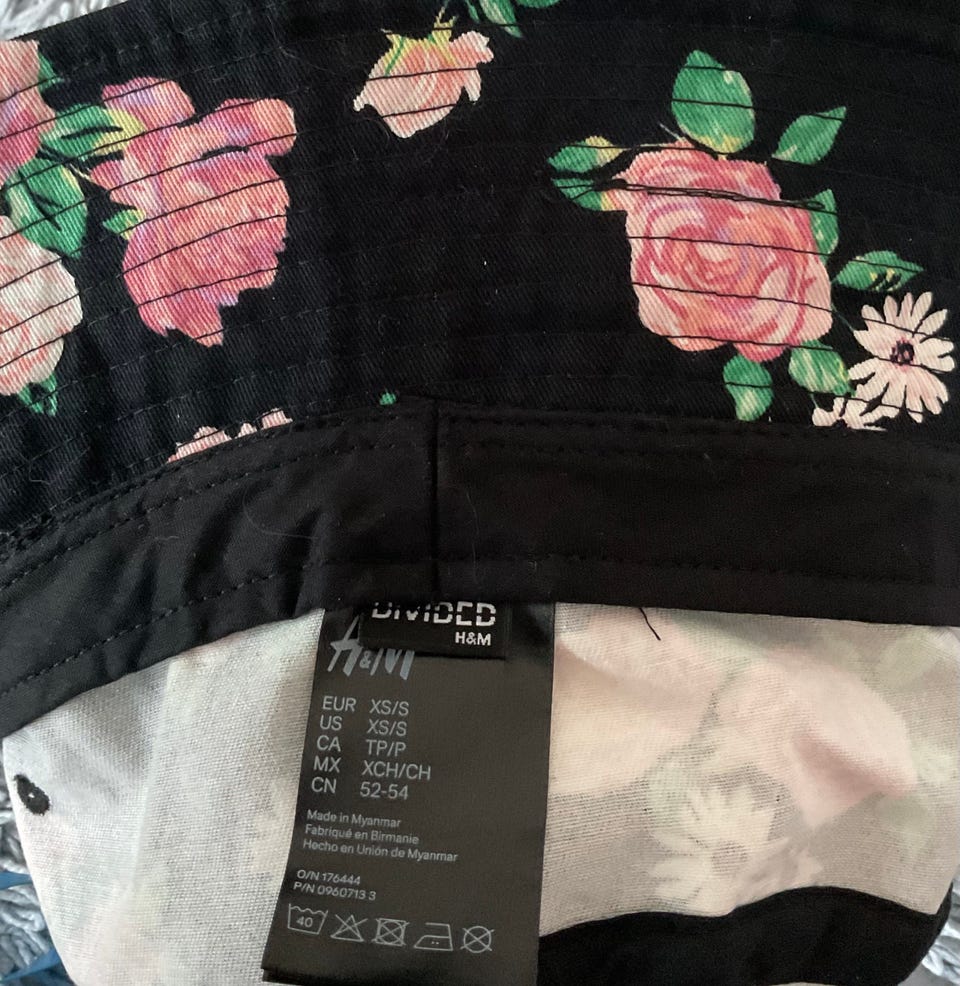 DIVIDED
H&M
H&M
EUR XS/S
US XS/S
CA TP/P
MX XCH/CH
CN 52-54
Made in Myanmar
Fabriqué en Birmanie
Hecho en Unión de Myanmar
O/N 176444
P/N 0960713 3
40